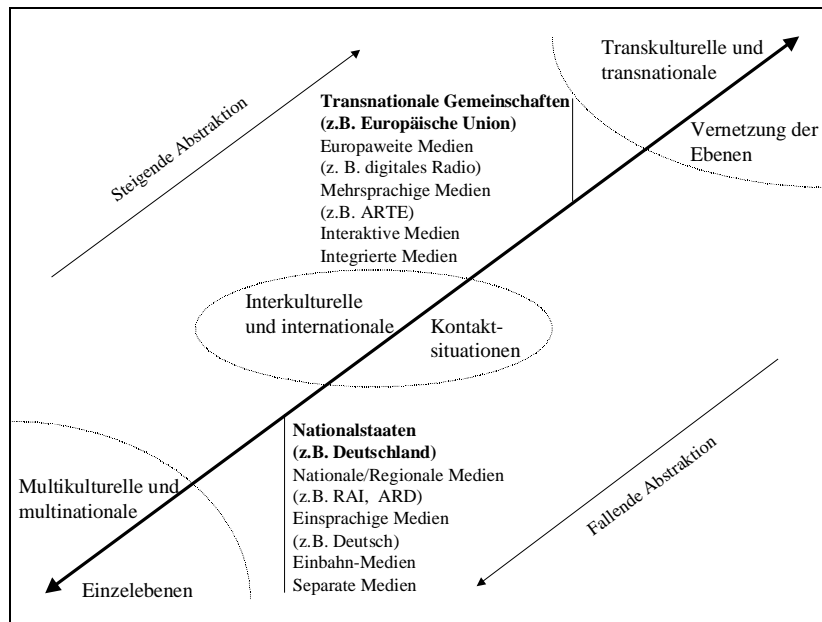 Transkulturelle und
transnationale
Vernetzung der
Ebenen
Steigende Abstraktion
Transnationale Gemeinschaften
(z.B. Europäische Union)
Europaweite Medien
(z. B. digitales Radio)
Mehrsprachige Medien
(z.B. ARTE)
Interaktive Medien
Integrierte Medien
Interkulturelle
und internationale
Kontakt-
situationen
Nationalstaaten
(z.B. Deutschland)
Nationale/Regionale Medien
(z.B. RAI, ARD)
Einsprachige Medien
(z.B. Deutsch)
Einbahn-Medien
Separate Medien
Fallende Abstraktion
Multikulturelle und
multinationale
Einzelebenen